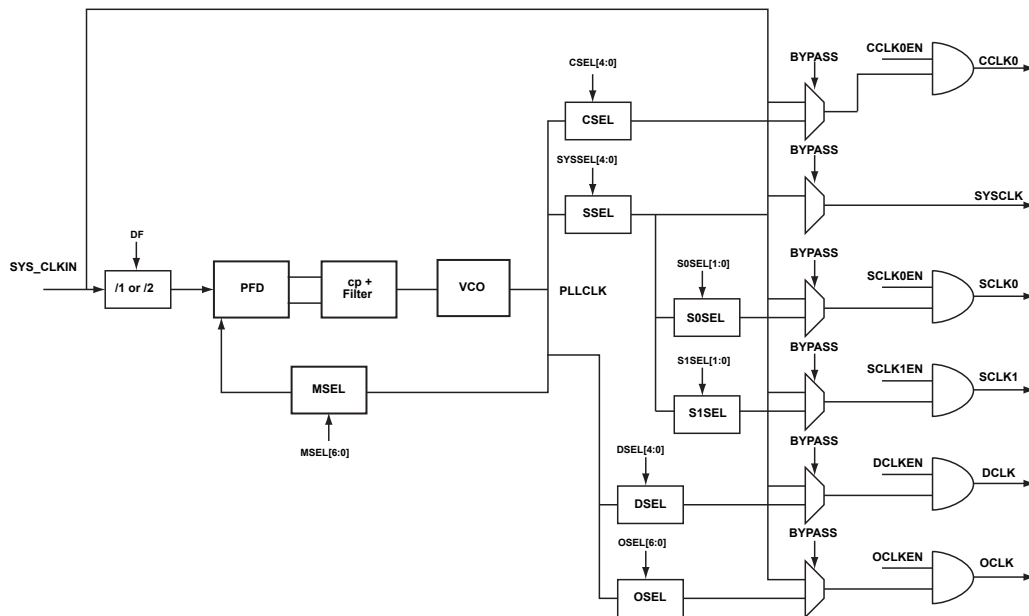 CCLK0EN
BYPASS
CCLK0
CSEL[4:0]
CSEL
BYPASS
SYSSEL[4:0]
SYSCLK
SSEL
DF
SYS_CLKIN
/1 or /2
PFD
cp +
Filter
VCO
PLLCLK
S0SEL[1:0]
BYPASS
SCLK0EN
SCLK0
S0SEL
S1SEL[1:0]
BYPASS
SCLK1EN
SCLK1
S1SEL
MSEL
MSEL[6:0]
DSEL[4:0]
BYPASS
DCLKEN
DCLK
DSEL
OSEL[6:0]
BYPASS
OCLKEN
OCLK
OSEL